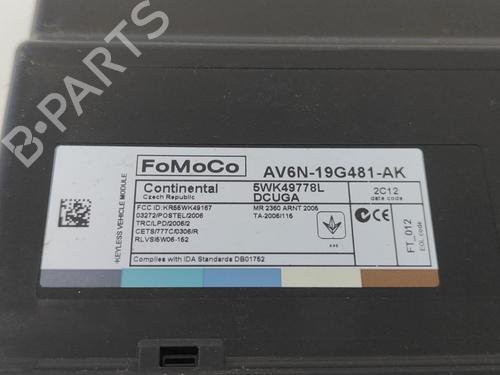 B-PARTS
KEYLESS VEHICLE MODULE
FoMoCo
AV6N-19G481-AK
Continental
Czech Republic
5WK49778L
DCUGA
2C12
date code
FCC ID:KR55WK49167
03272/POSTEL/2006
TRC/LPD/2006/2
CETS/777C/0306/R
RLVSI5W06-152
MR 2360 ARNT 2006
TA-2006/116
FT_012
EOL code
Complies with IDA Standards DB01752